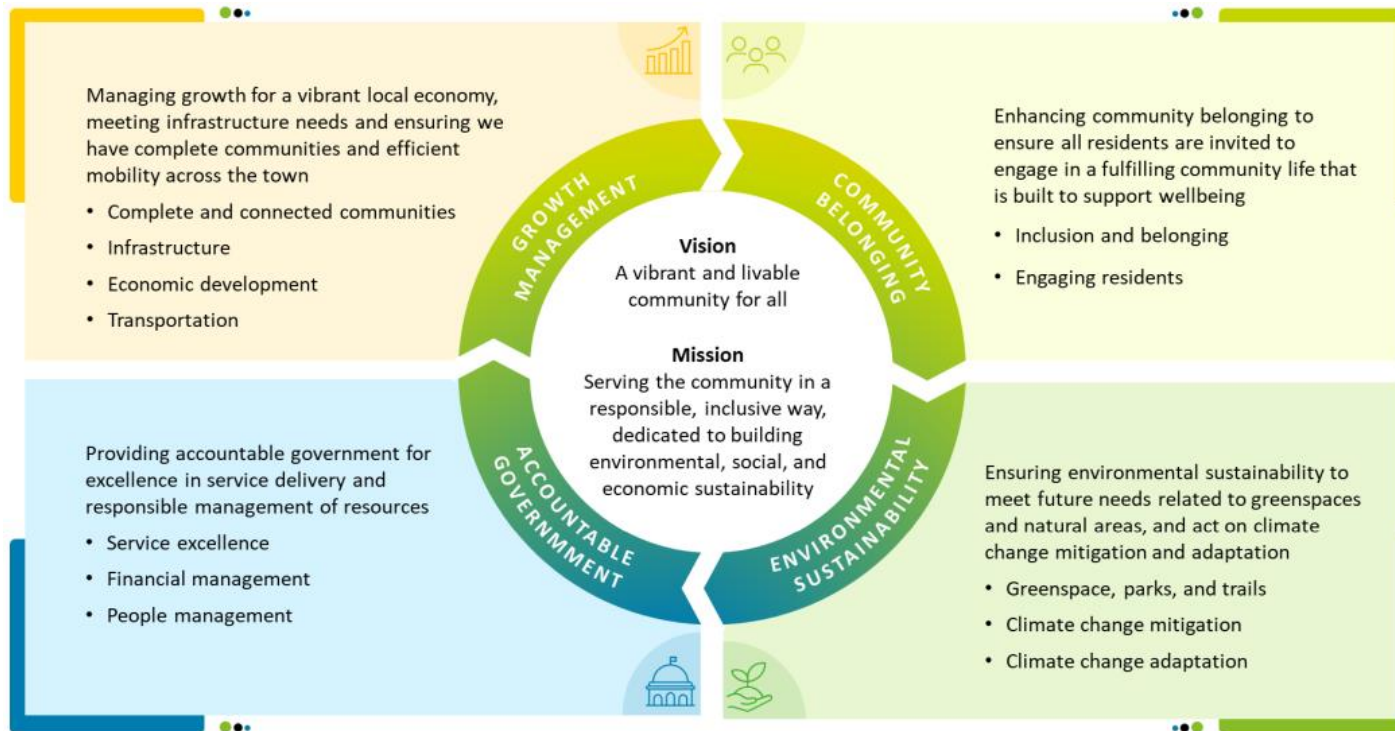 Managing growth for a vibrant local economy,
meeting infrastructure needs and ensuring we
have complete communities and efficient
mobility across the town
• Complete and connected communities
• Infrastructure
• Economic development
• Transportation
GROWTH
MANAGEMENT
COMMUNITY
BELONGING
Enhancing community belonging to
ensure all residents are invited to
engage in a fulfilling community life that
is built to support wellbeing
• Inclusion and belonging
• Engaging residents
Vision
A vibrant and livable
community for all
Mission
Serving the community in a
responsible, inclusive way,
dedicated to building
environmental, social, and
economic sustainability
Providing accountable government for
excellence in service delivery and
responsible management of resources
• Service excellence
• Financial management
• People management
ACCOUNTABLE
GOVERNMMENT
ENVIRONMENTAL
SUSTAINABILITY
Ensuring environmental sustainability to
meet future needs related to greenspaces
and natural areas, and act on climate
change mitigation and adaptation
• Greenspace, parks, and trails
• Climate change mitigation
• Climate change adaptation